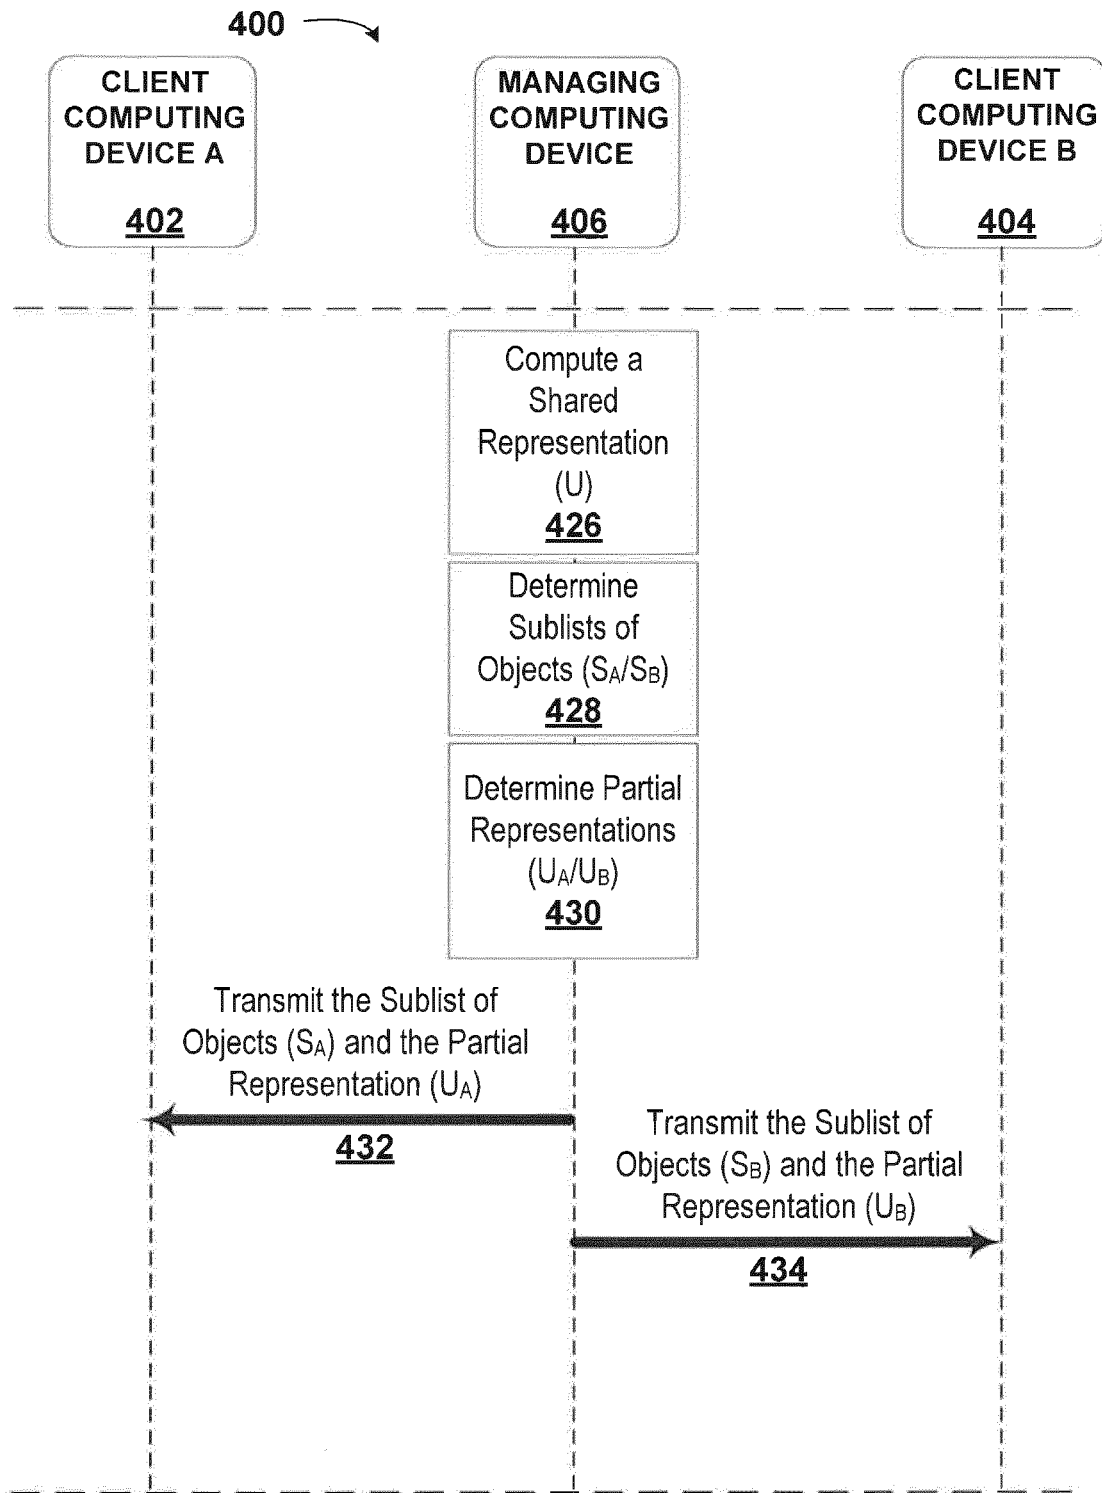 400
CLIENT
COMPUTING
DEVICE A
402
MANAGING
COMPUTING
DEVICE
406
CLIENT
COMPUTING
DEVICE B
404
Compute a
Shared
Representation
(U)
426
Determine
Sublists of
Objects (SA/SB)
428
Determine Partial
Representations
(UA/UB)
430
Transmit the Sublist of
Objects (SA) and the Partial
Representation (UA)
432
Transmit the Sublist of
Objects (SB) and the Partial
Representation (UB)
434